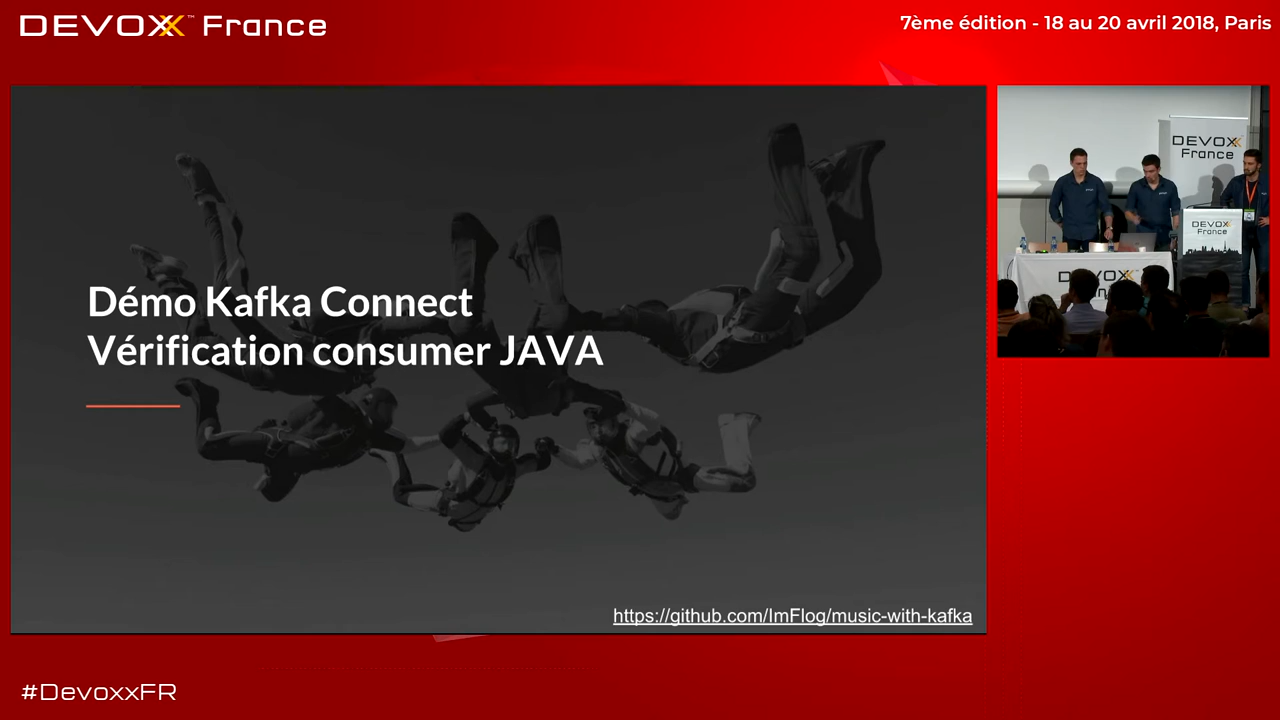 DEVOXX™ France
7ème édition - 18 au 20 avril 2018, Paris
Démo Kafka Connect
Vérification consumer JAVA
https://github.com/ImFlog/music-with-kafka
DEVOXX
France
DEVOXX
France
DEVOXX
#DevoxxFR